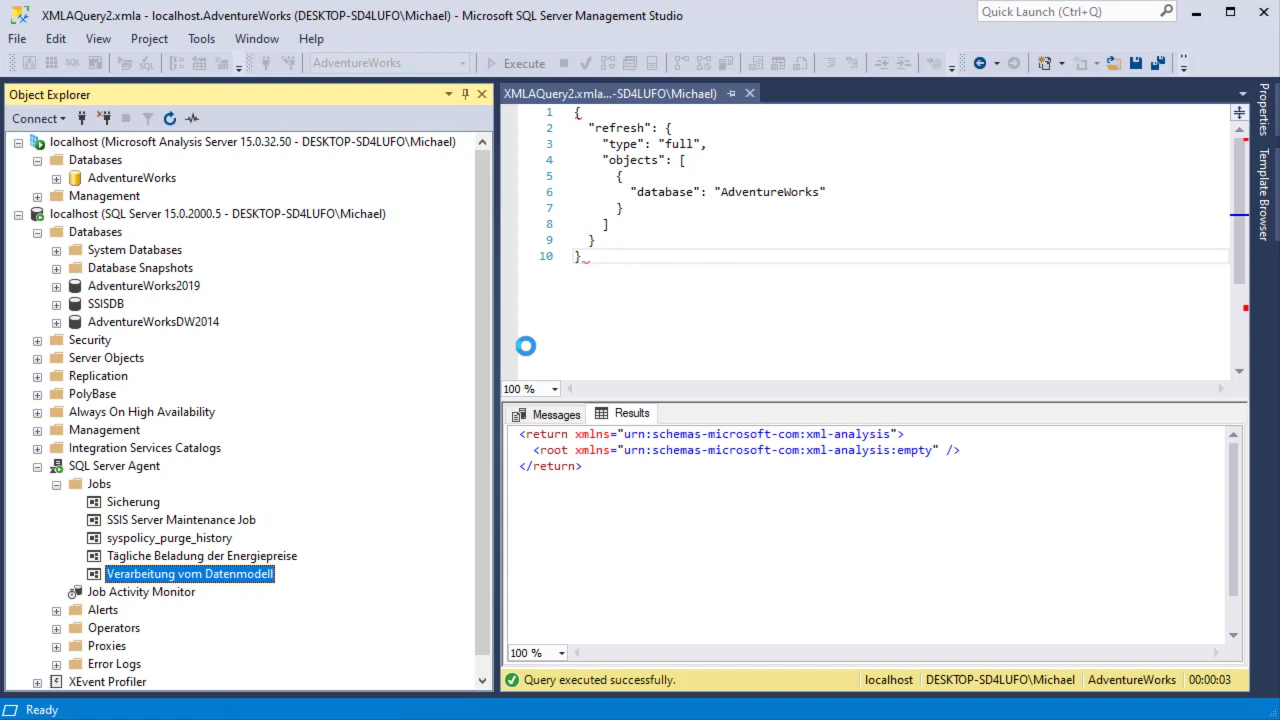 XMLAQuery2.xmla - localhost.AdventureWorks (DESKTOP-SD4LUFO\Michael) - Microsoft SQL Server Management Studio
Quick Launch (Ctrl+Q)
File Edit View Project Tools Window Help
AdventureWorks
Execute
Object Explorer
Connect
localhost (Microsoft Analysis Server 15.0.32.50 - DESKTOP-SD4LUFO\Michael)
Databases
AdventureWorks
Management
localhost (SQL Server 15.0.2000.5 - DESKTOP-SD4LUFO\Michael)
Databases
System Databases
Database Snapshots
AdventureWorks2019
SSISDB
AdventureWorksDW2014
Security
Server Objects
Replication
PolyBase
Always On High Availability
Management
Integration Services Catalogs
SQL Server Agent
Jobs
Sicherung
SSIS Server Maintenance Job
syspolicy_purge_history
Tägliche Beladung der Energiepreise
Verarbeitung vom Datenmodell
Job Activity Monitor
Alerts
Operators
Proxies
Error Logs
XEvent Profiler
XMLAQuery2.xmla...-SD4LUFO\Michael)
1 {
2 "refresh": {
3 "type": "full",
4 "objects": [
5 {
6 "database": "AdventureWorks"
7 }
8 ]
9 }
10 }
100 %
Messages Results
<return xmlns="urn:schemas-microsoft-com:xml-analysis">
<root xmlns="urn:schemas-microsoft-com:xml-analysis:empty" />
</return>
100 %
Query executed successfully. localhost DESKTOP-SD4LUFO\Michael AdventureWorks 00:00:03
Properties
Template Browser
Ready